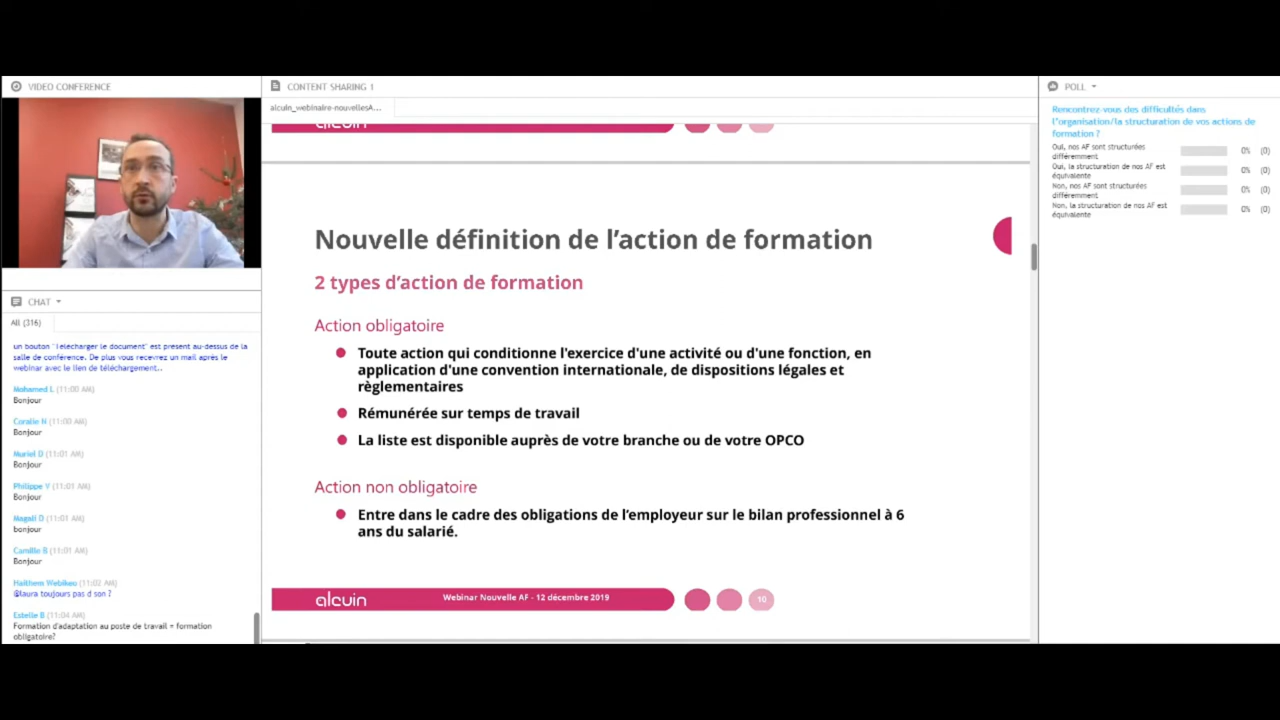 VIDEO CONFERENCE
CHAT
All (316)
un bouton "Télécharger le document" est présent au-dessus de la
salle de conférence. De plus vous recevrez un mail après le
webinar avec le lien de téléchargement..
Mohamed L (11:00 AM)
Bonjour
Coralie N (11:00 AM)
Bonjour
Muriel D (11:01 AM)
Bonjour
Philippe V (11:01 AM)
Bonjour
Magali D (11:01 AM)
bonjour
Camille B (11:01 AM)
Bonjour
Haithem Webikeo (11:02 AM)
@laura toujours pas d son ?
Estelle B (11:04 AM)
Formation d'adaptation au poste de travail = formation
obligatoire?
CONTENT SHARING 1
alcuin_webinaire-nouvellesA...
alcuin
Nouvelle définition de l'action de formation
2 types d'action de formation
Action obligatoire
Toute action qui conditionne l'exercice d'une activité ou d'une fonction, en
application d'une convention internationale, de dispositions légales et
règlementaires
Rémunérée sur temps de travail
La liste est disponible auprès de votre branche ou de votre OPCO
Action non obligatoire
Entre dans le cadre des obligations de l'employeur sur le bilan professionnel à 6
ans du salarié.
alcuin
Webinar Nouvelle AF - 12 décembre 2019
10
POLL
Rencontrez-vous des difficultés dans
l'organisation/la structuration de vos actions de
formation ?
Oui, nos AF sont structurées
différemment
0% (0)
Oui, la structuration de nos AF est
équivalente
0% (0)
Non, nos AF sont structurées
différemment
0% (0)
Non, la structuration de nos AF est
équivalente
0% (0)